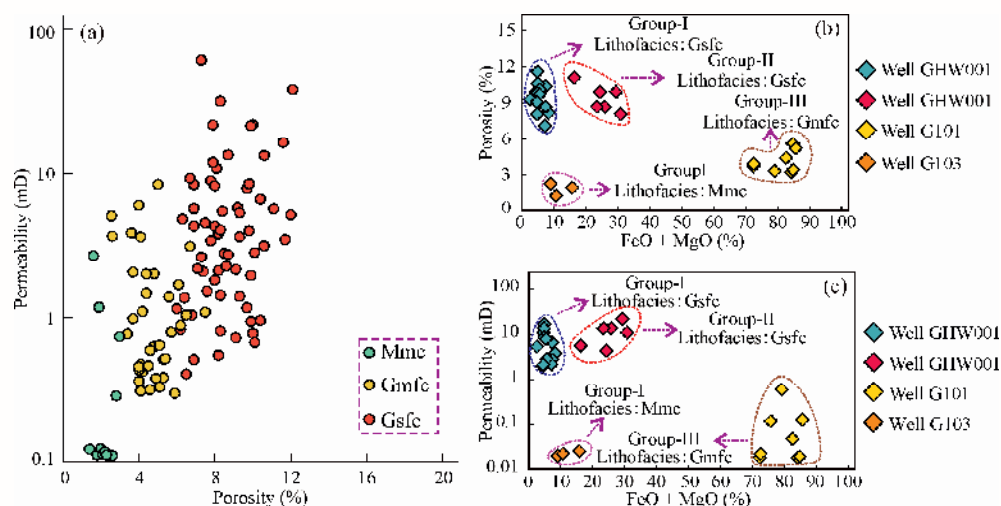 (a)
Permeability (mD)
100
10
1
0.1
0
4
8
12
16
20
Porosity (%)
Mmc
Gmfc
Gsfc
(b)
Porosity (%)
15
12
9
6
3
0
0 10 20 30 40 50 60 70 80 90 100
FeO + MgO (%)
Group-I
Lithofacies: Gsfc
Group-II
Lithofacies: Gsfc
Group-III
Lithofacies: Gmfc
GroupI
Lithofacies: Mmc
Well GHW001
Well GHW001
Well G101
Well G103
(c)
Permeability (mD)
100
10
1
0.1
0.01
0 10 20 30 40 50 60 70 80 90 100
FeO + MgO (%)
Group-I
Lithofacies: Gsfc
Group-II
Lithofacies: Gsfc
Group-I
Lithofacies: Mmc
Group-III
Lithofacies: Gmfc
Well GHW001
Well GHW001
Well G101
Well G103